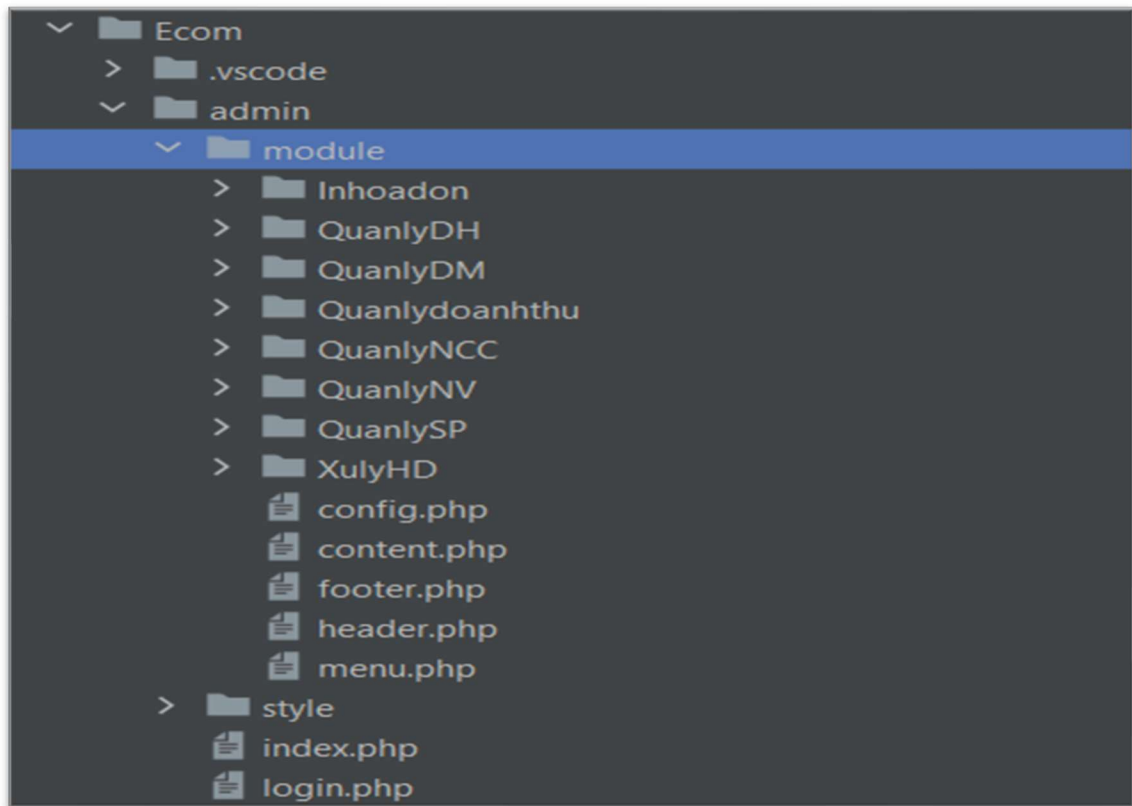 Ecom
.vscode
admin
module
Inhoadon
QuanlyDH
QuanlyDM
Quanlydoanhthu
QuanlyNCC
QuanlyNV
QuanlySP
XulyHD
config.php
content.php
footer.php
header.php
menu.php
style
index.php
login.php